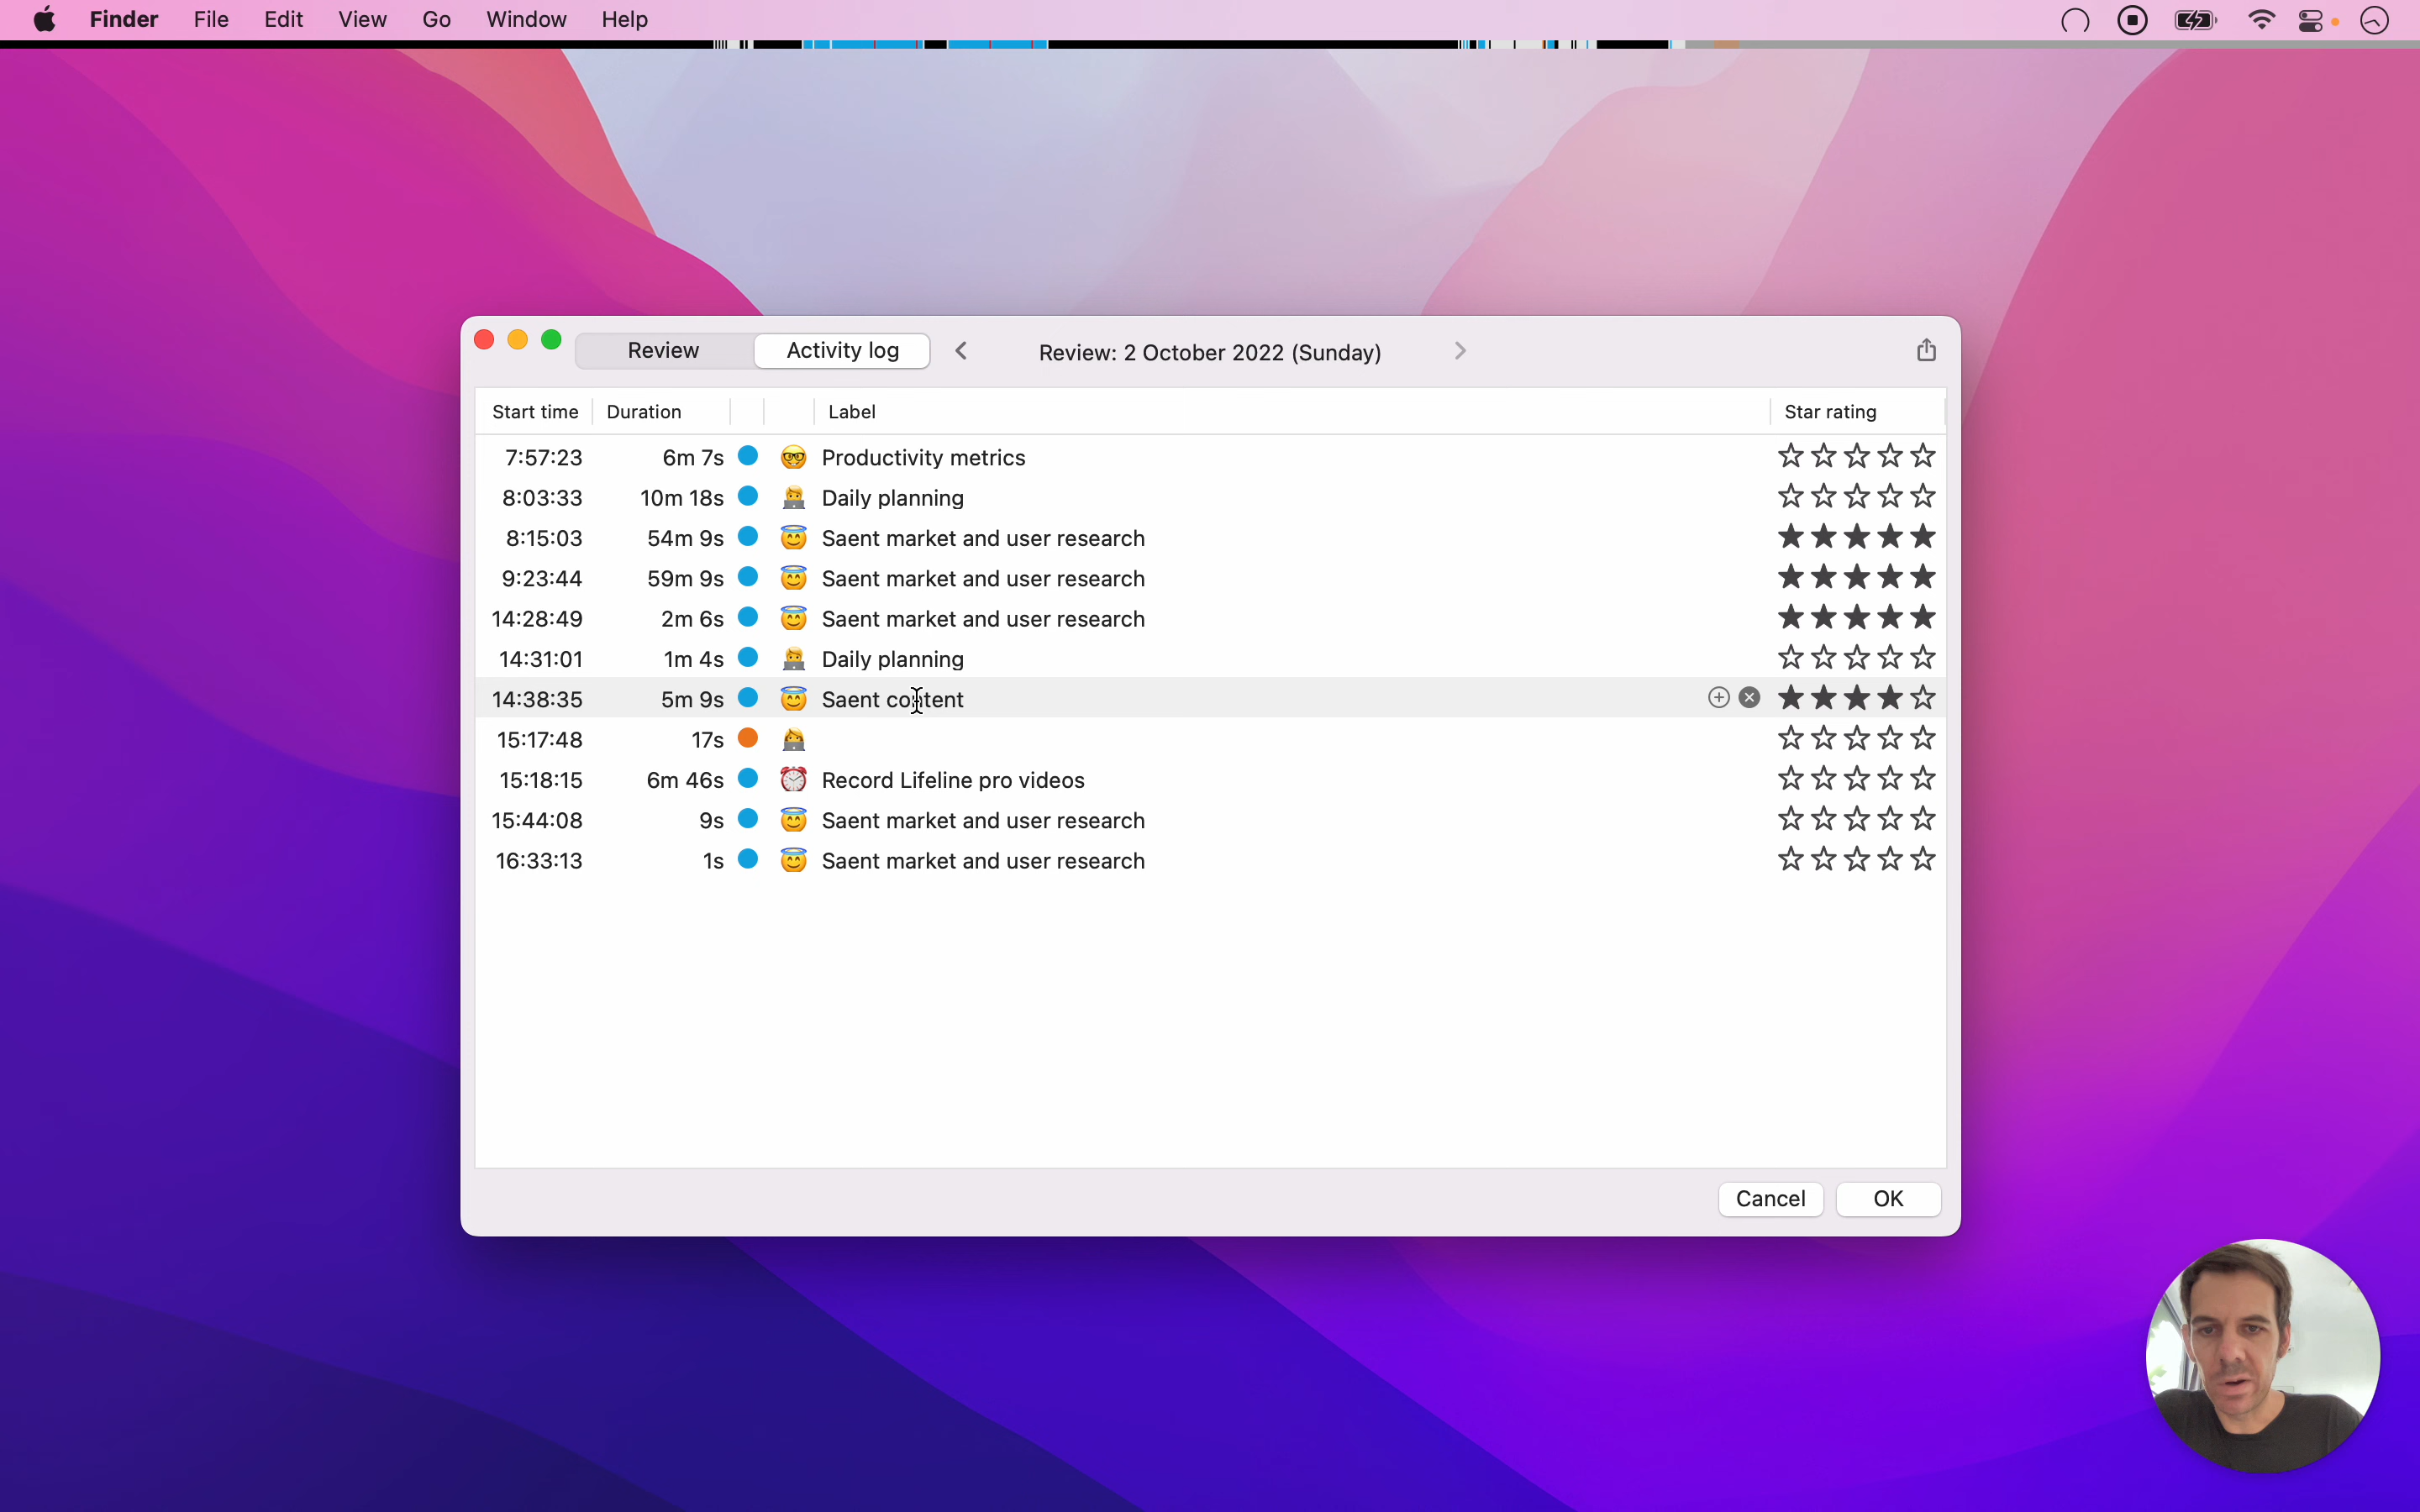 Finder File Edit View Go Window Help
Review Activity log Review: 2 October 2022 (Sunday)
Start time Duration Label Star rating
7:57:23 6m 7s Productivity metrics
8:03:33 10m 18s Daily planning
8:15:03 54m 9s Saent market and user research
9:23:44 59m 9s Saent market and user research
14:28:49 2m 6s Saent market and user research
14:31:01 1m 4s Daily planning
14:38:35 5m 9s Saent content
15:17:48 17s
15:18:15 6m 46s Record Lifeline pro videos
15:44:08 9s Saent market and user research
16:33:13 1s Saent market and user research
Cancel OK